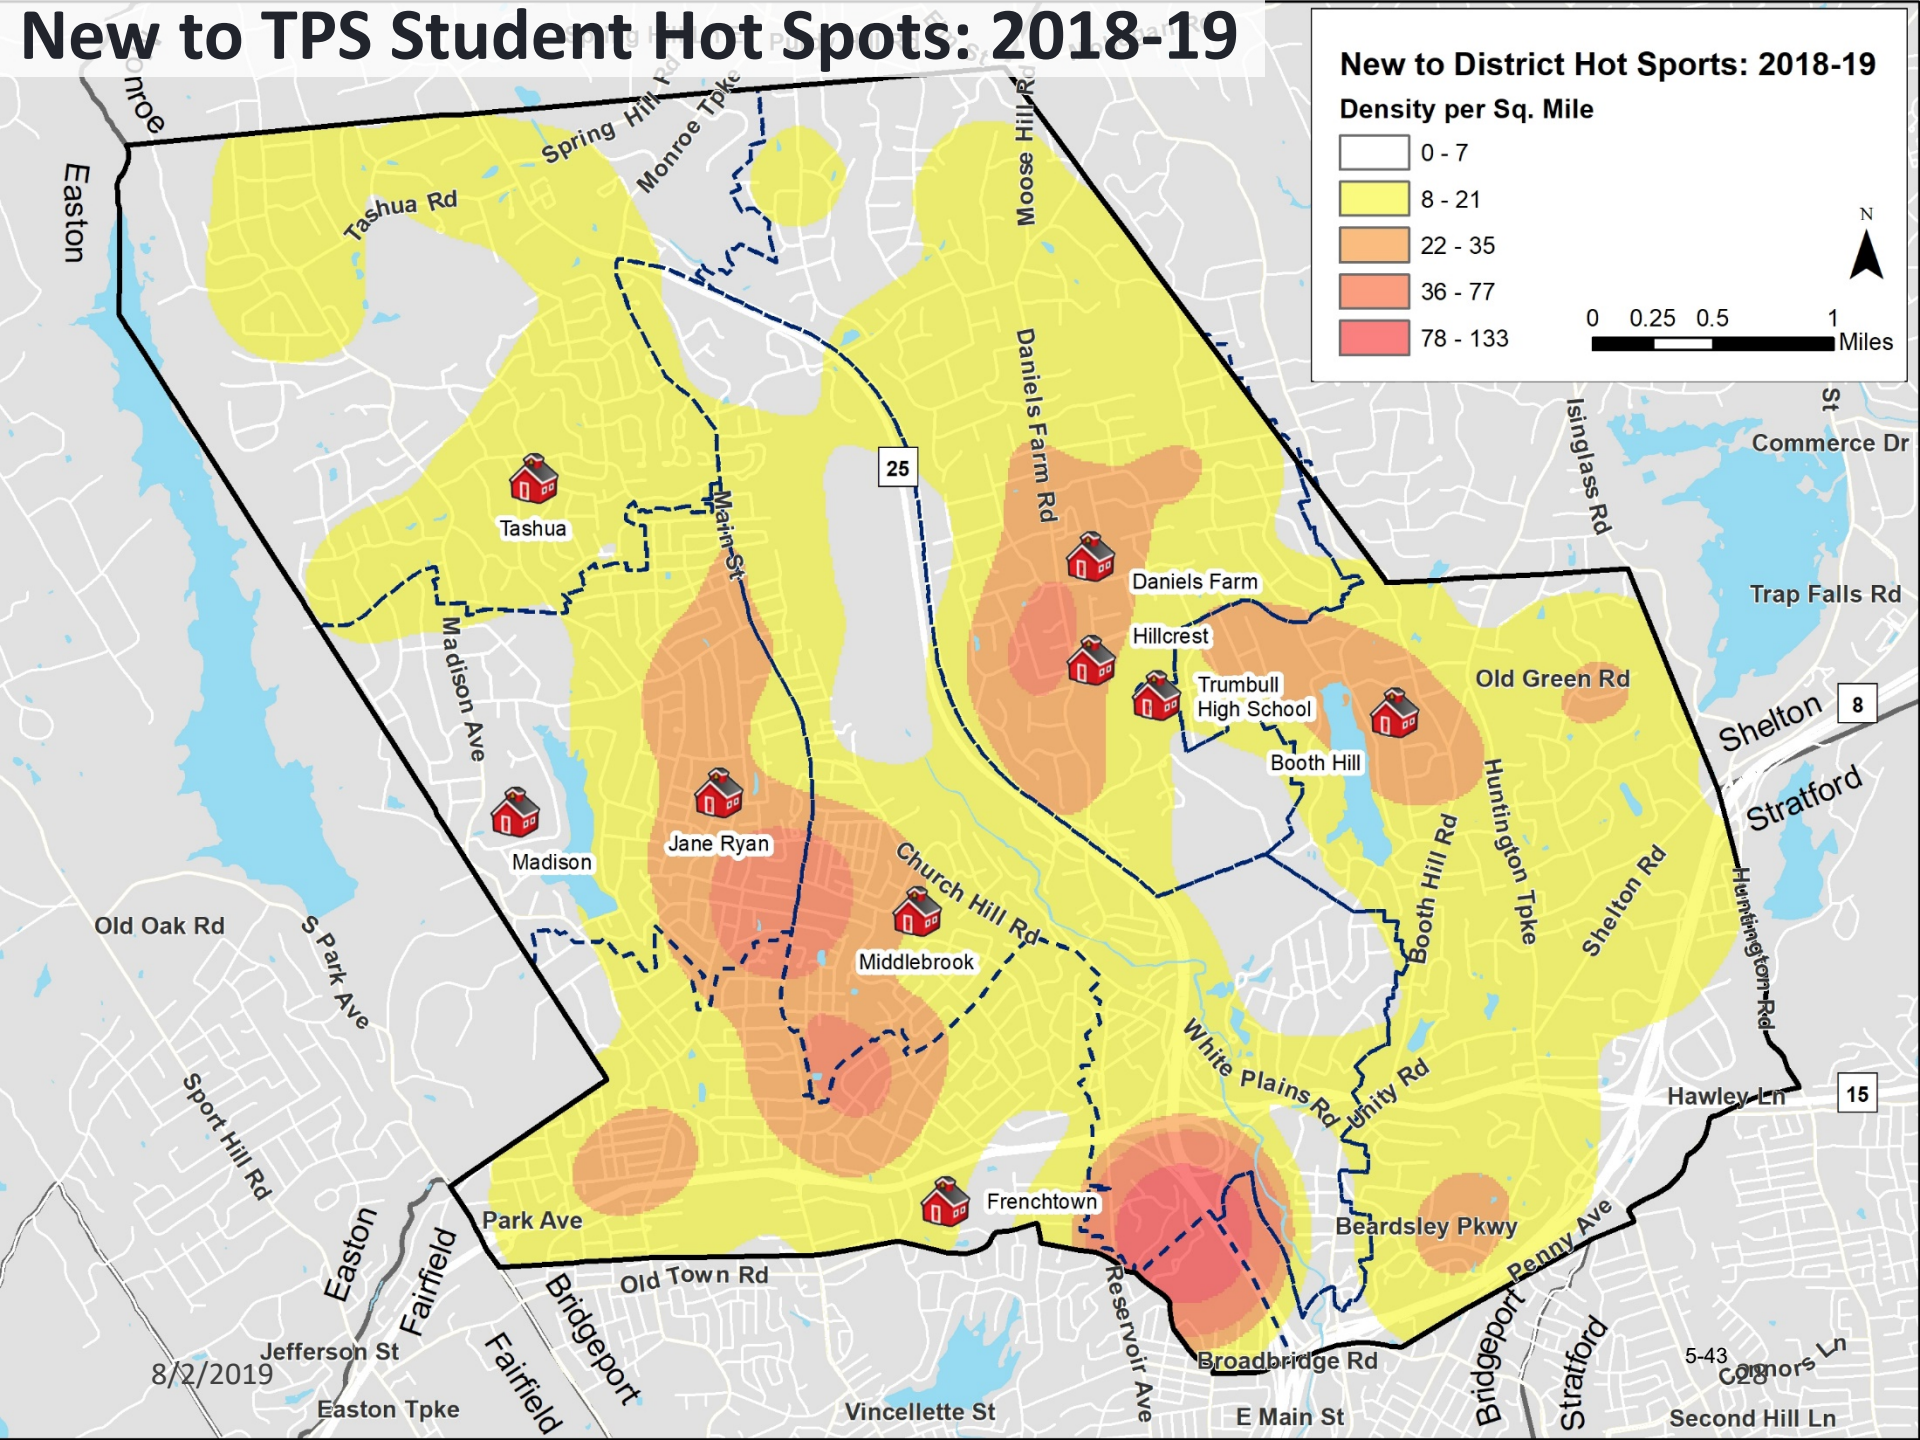 New to TPS Student Hot Spots: 2018-19
New to District Hot Sports: 2018-19
Density per Sq. Mile
0 - 7
8 - 21
22 - 35
36 - 77
78 - 133
N
0 0.25 0.5 1
Miles
Easton
Spring Hill Rd
Monroe Tpke
Moose Hill Rd
Tashua Rd
Daniels Farm Rd
Isinglass Rd
St
Commerce Dr
25
Tashua
Main St
Daniels Farm
Trap Falls Rd
Hillcrest
Madison Ave
Trumbull
High School
Old Green Rd
8
Shelton
Stratford
Booth Hill
Jane Ryan
Madison
Church Hill Rd
Booth Hill Rd
Huntington Tpke
Shelton Rd
Huntington Rd
Old Oak Rd
S Park Ave
Middlebrook
White Plains Rd
Unity Rd
Hawley Ln
15
Sport Hill Rd
Frenchtown
Park Ave
Beardsley Pkwy
Penny Ave
Easton
Fairfield
Old Town Rd
Bridgeport
Fairfield
Reservoir Ave
Broadbridge Rd
Bridgeport
Stratford
Jefferson St
8/2/2019
5-43
28
Connors Ln
Easton Tpke
Vincellette St
E Main St
Second Hill Ln